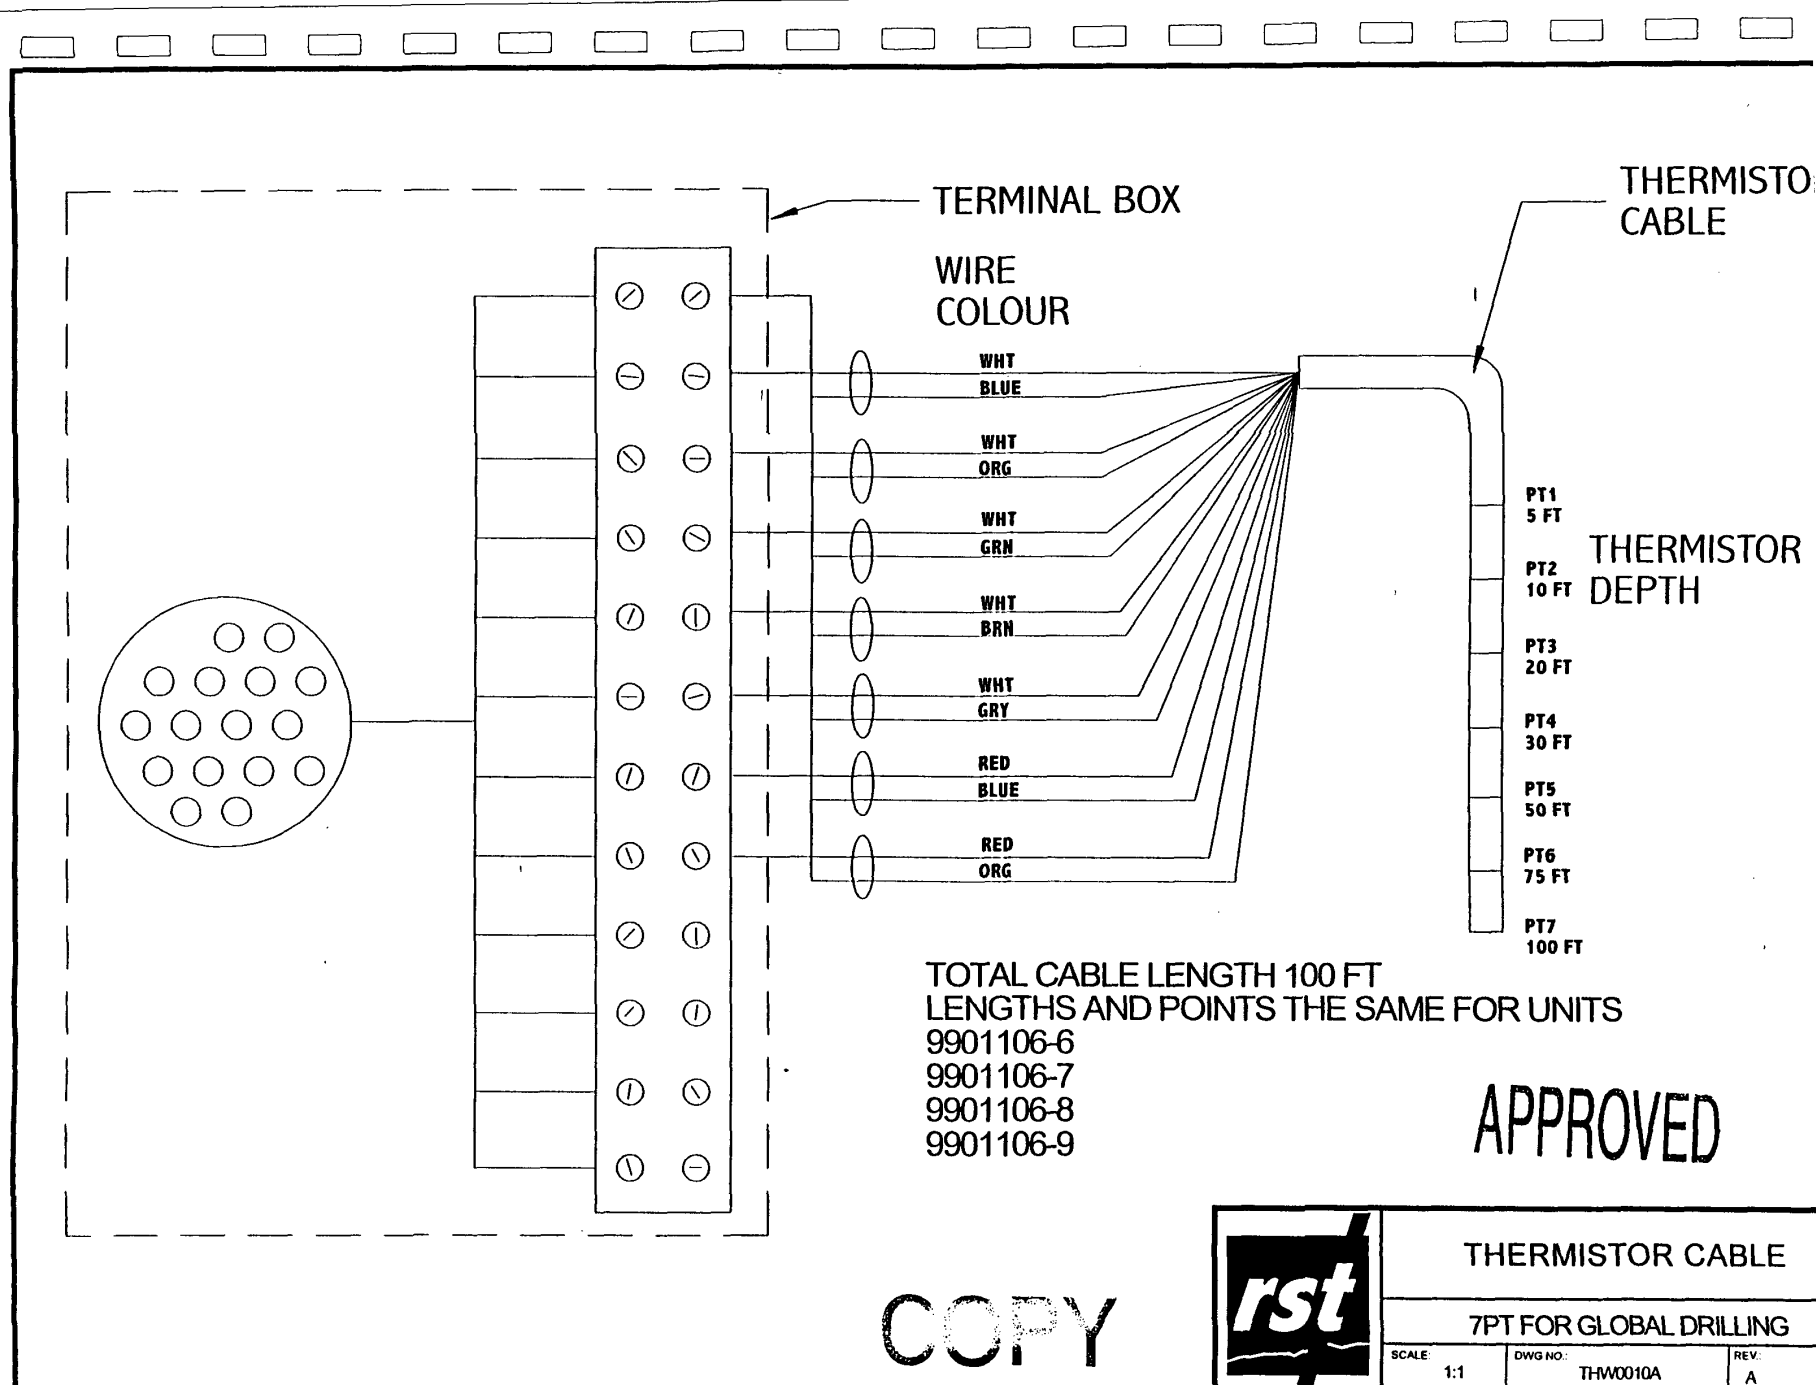 TERMINAL BOX
THERMISTO
CABLE
WIRE
COLOUR
WHT
BLUE
WHT
ORG
WHT
GRN
WHT
BRN
WHT
GRY
RED
BLUE
RED
ORG
PT1
5 FT
PT2
10 FT
THERMISTOR
DEPTH
PT3
20 FT
PT4
30 FT
PT5
50 FT
PT6
75 FT
PT7
100 FT
TOTAL CABLE LENGTH 100 FT
LENGTHS AND POINTS THE SAME FOR UNITS
9901106-6
9901106-7
9901106-8
9901106-9
APPROVED
COPY
rst
THERMISTOR CABLE
7PT FOR GLOBAL DRILLING
SCALE: 1:1
DWG NO.: THW0010A
REV.: A